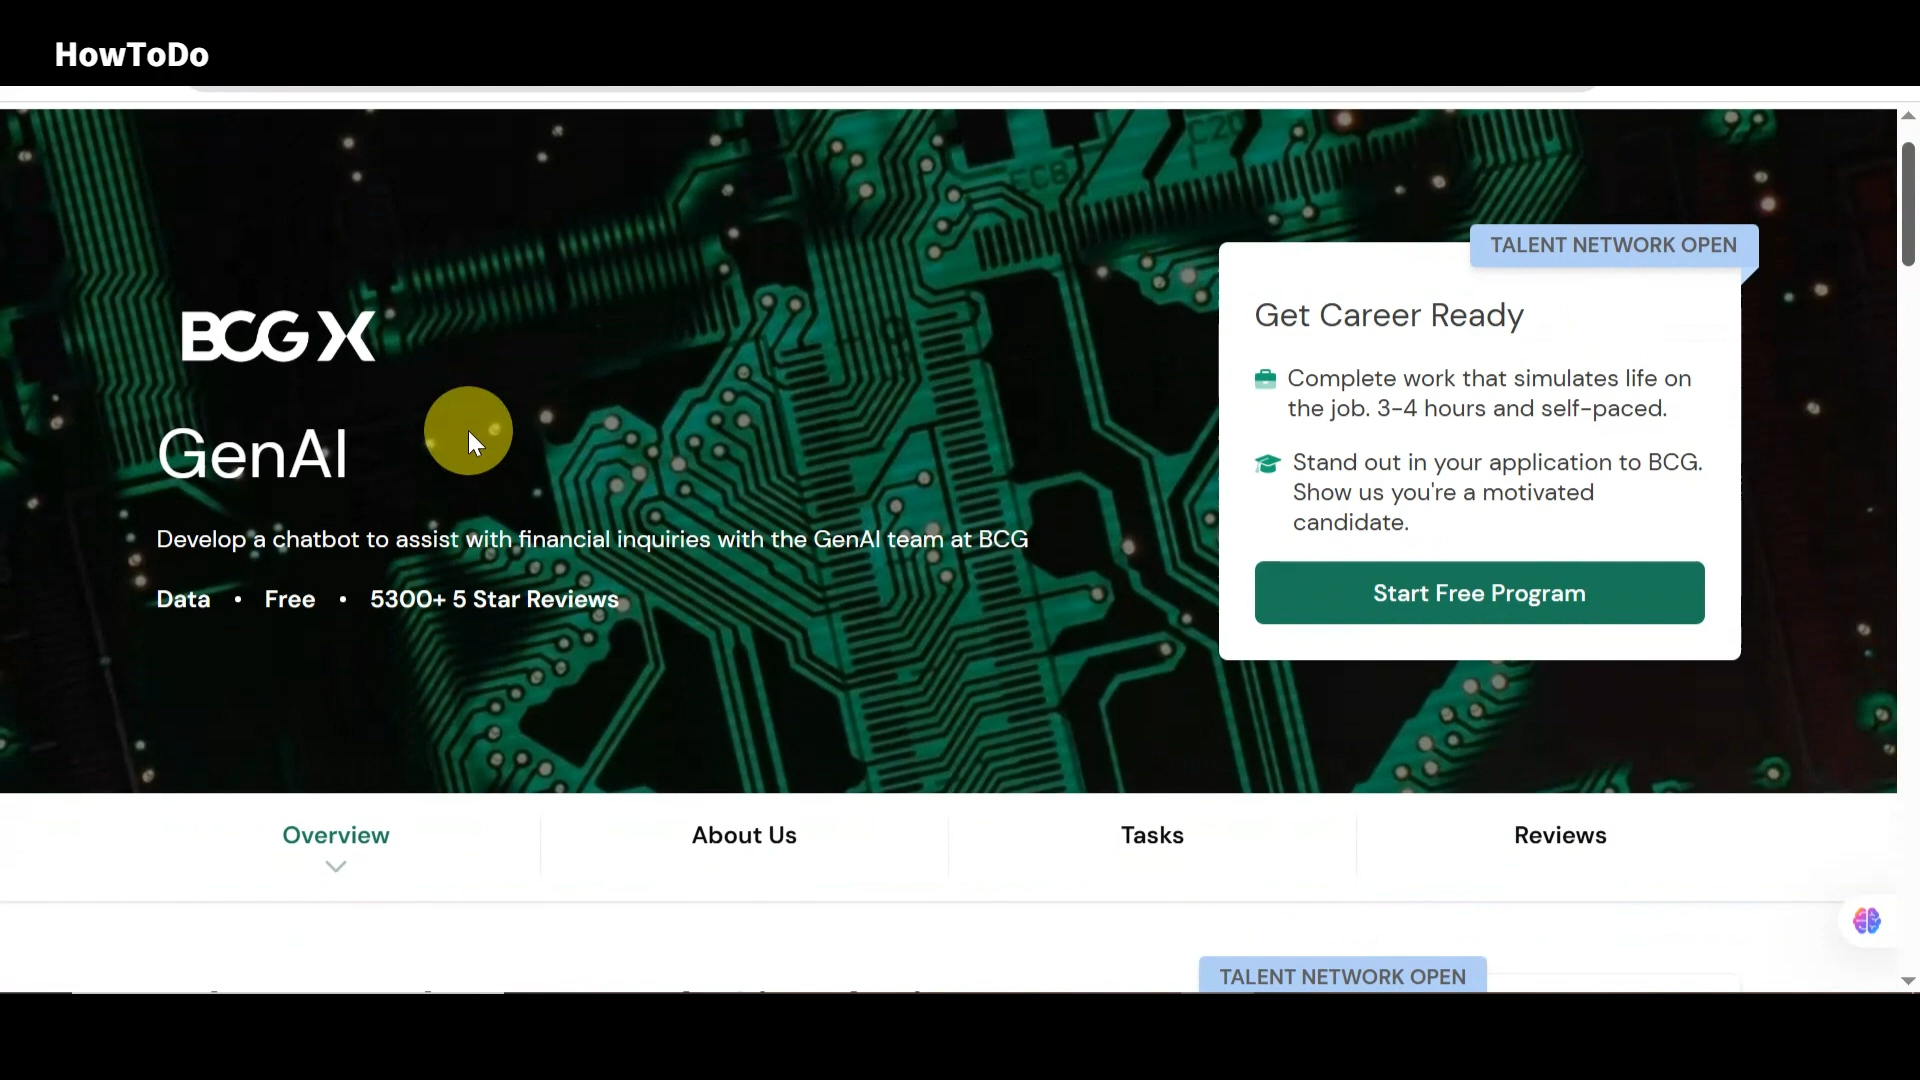 HowToDo
TALENT NETWORK OPEN
BCG X
GenAI
Develop a chatbot to assist with financial inquiries with the GenAI team at BCG
Data • Free • 5300+ 5 Star Reviews
Get Career Ready
Complete work that simulates life on
the job. 3-4 hours and self-paced.
Stand out in your application to BCG.
Show us you're a motivated
candidate.
Start Free Program
Overview
About Us
Tasks
Reviews
TALENT NETWORK OPEN